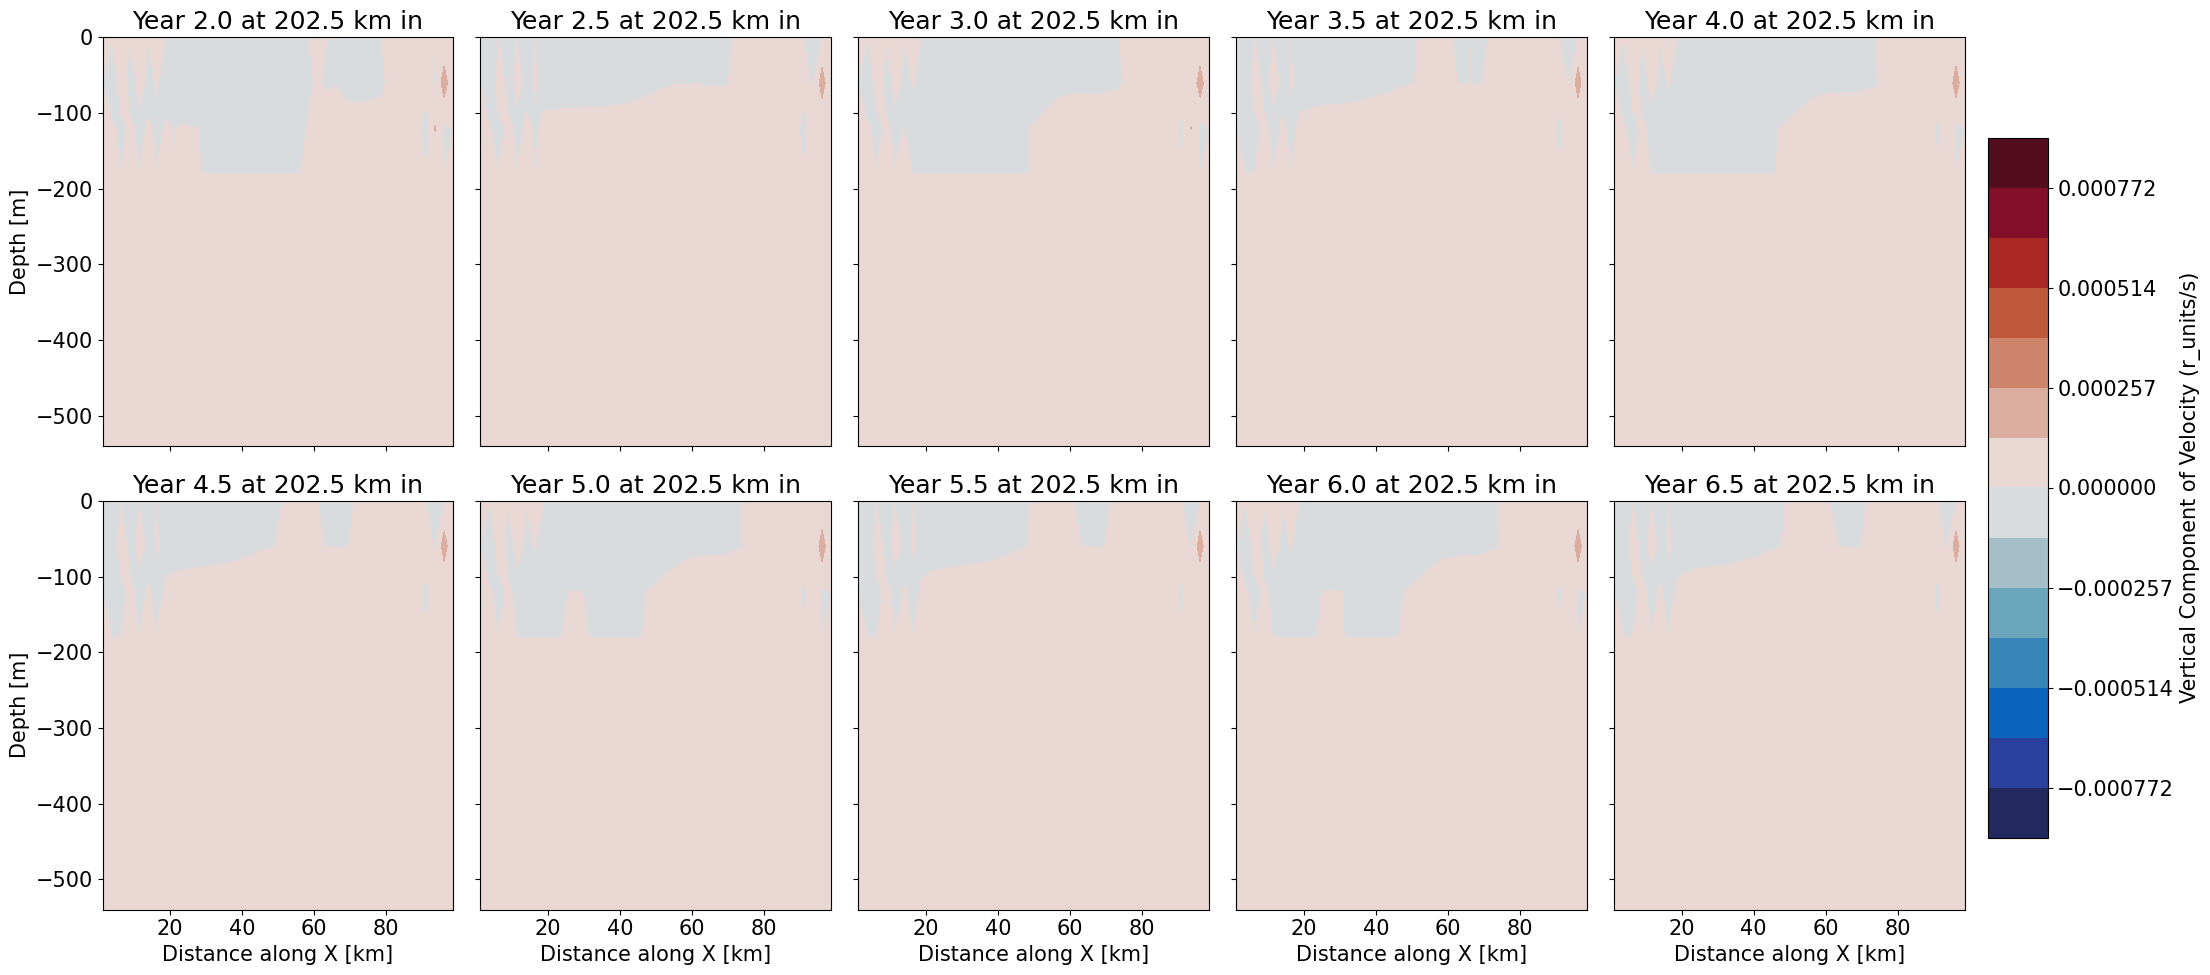 Year 2.0 at 202.5 km in
Year 2.5 at 202.5 km in
Year 3.0 at 202.5 km in
Year 3.5 at 202.5 km in
Year 4.0 at 202.5 km in
0
−100
−200
−300
−400
−500
Depth [m]
Year 4.5 at 202.5 km in
Year 5.0 at 202.5 km in
Year 5.5 at 202.5 km in
Year 6.0 at 202.5 km in
Year 6.5 at 202.5 km in
0
−100
−200
−300
−400
−500
Depth [m]
20 40 60 80
20 40 60 80
20 40 60 80
20 40 60 80
20 40 60 80
Distance along X [km]
Distance along X [km]
Distance along X [km]
Distance along X [km]
Distance along X [km]
0.000772
0.000514
0.000257
0.000000
−0.000257
−0.000514
−0.000772
Vertical Component of Velocity (r_units/s)